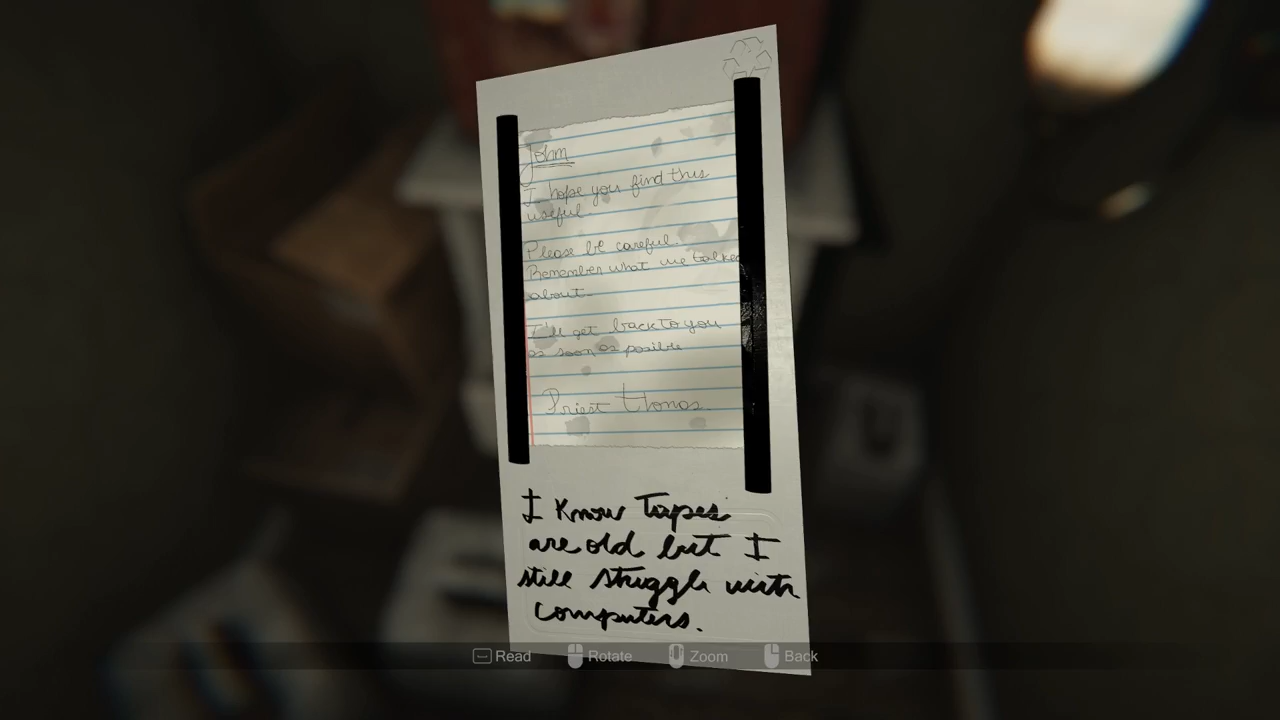 John
I hope you find this
useful.
Please be careful.
Remember what we talked
about.
I'll get back to you
as soon as posible
Priest Thomas.
I Know Tapes
are old but I
still struggle with
computers.
Read Rotate Zoom Back